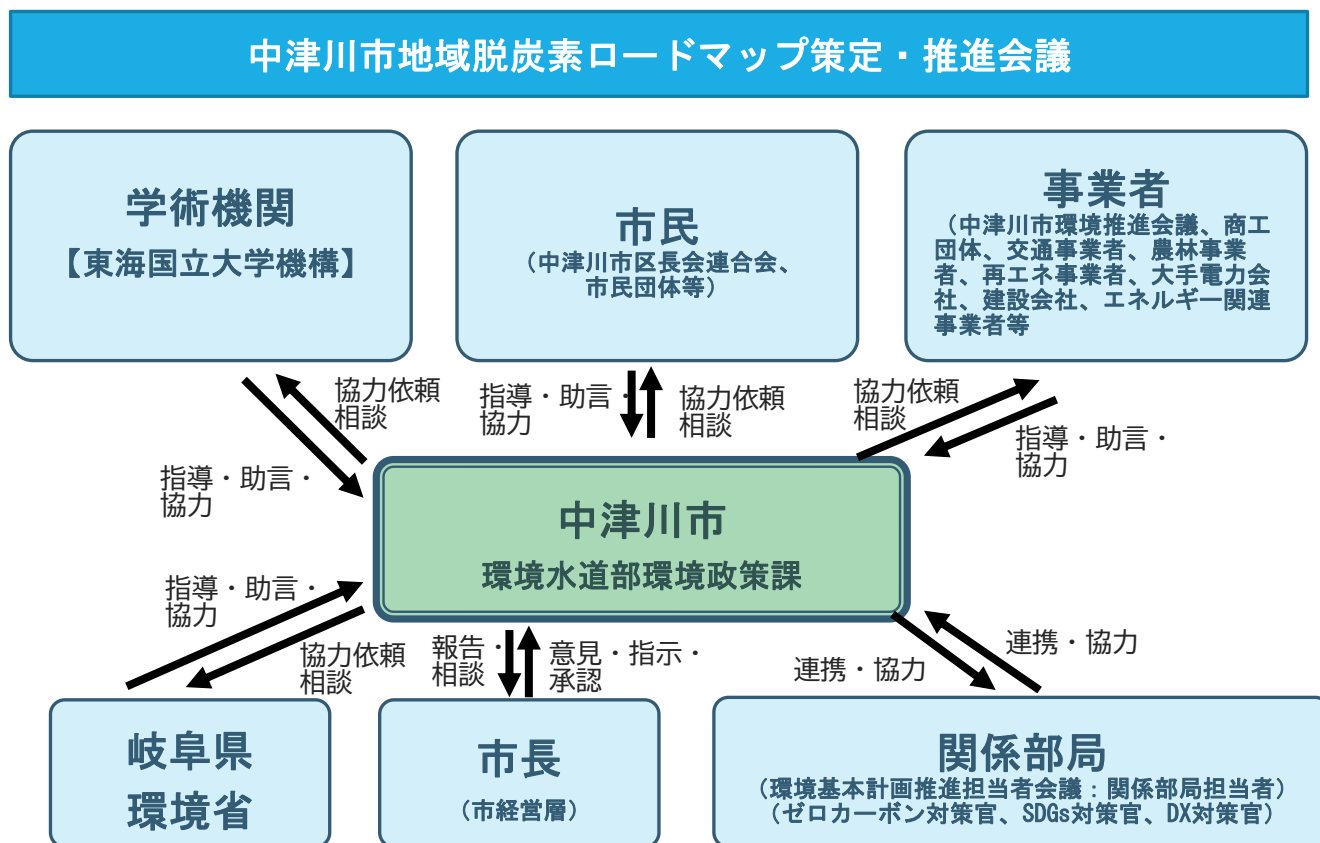 中津川市地域脱炭素ロードマップ策定・推進会議
学術機関
【東海国立大学機構】
市民
（中津川市区長会連合会、
市民団体等）
事業者
（中津川市環境推進会議、商工
団体、交通事業者、農林事業
者、再エネ事業者、大手電力会
社、建設会社、エネルギー関連
事業者等
協力依頼
相談
指導・助言・
協力
指導・助言・
協力
協力依頼
相談
協力依頼
相談
指導・助言・
協力
中津川市
環境水道部環境政策課
指導・助言・
協力
協力依頼
相談
報告・
相談
意見・指示・
承認
連携・協力
連携・協力
岐阜県
環境省
市長
（市経営層）
関係部局
（環境基本計画推進担当者会議：関係部局担当者）
（ゼロカーボン対策官、SDGs対策官、DX対策官）